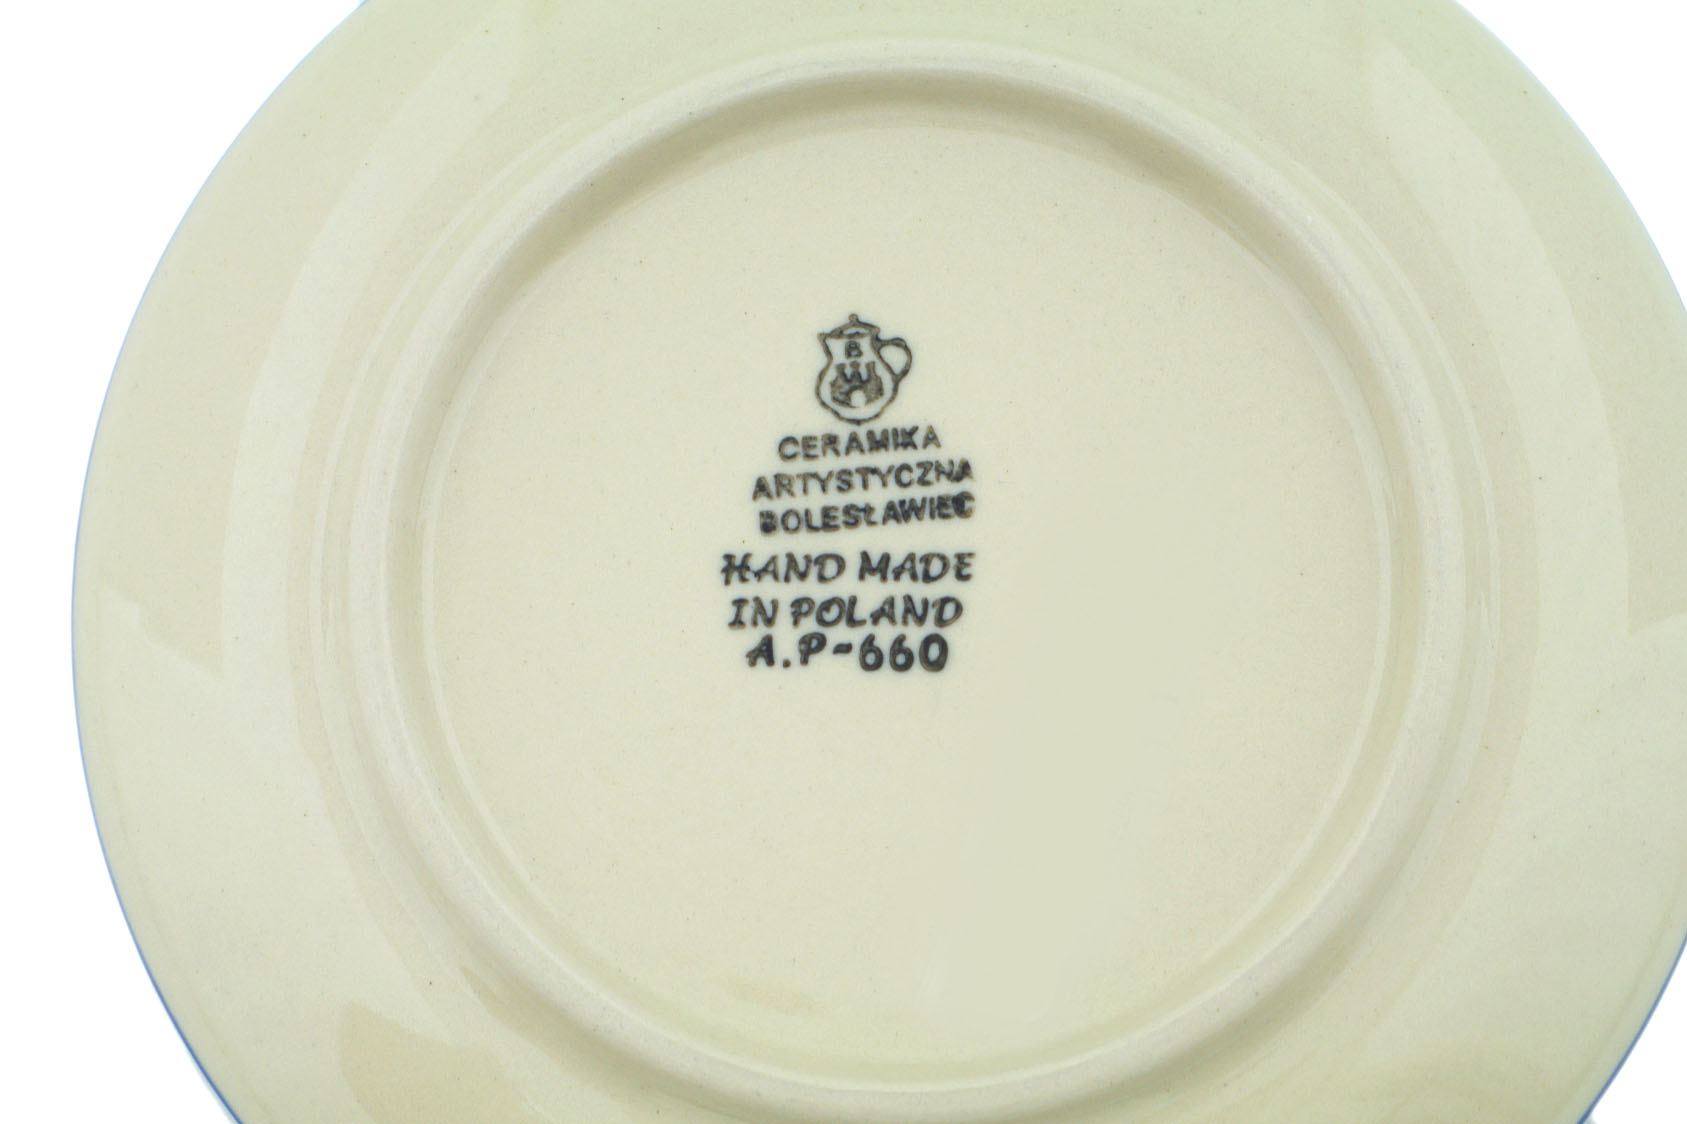 B
W
CERAMIKA
ARTYSTYCZNA
BOLESŁAWIEC
HAND MADE
IN POLAND
A.P-660